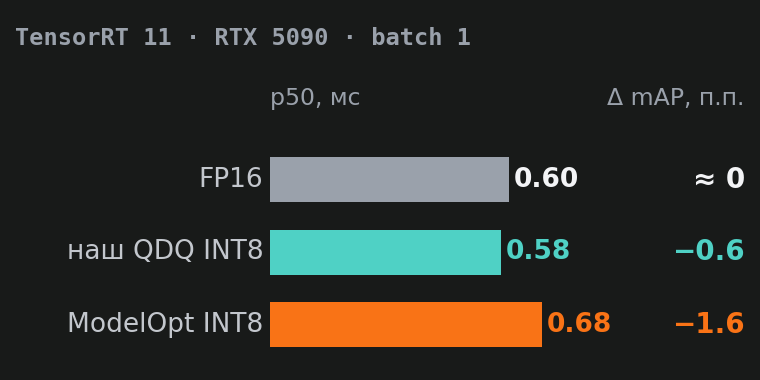 TensorRT 11 · RTX 5090 · batch 1
p50, мс Δ mAP, п.п.
FP16 0.60 ≈ 0
наш QDQ INT8 0.58 −0.6
ModelOpt INT8 0.68 −1.6